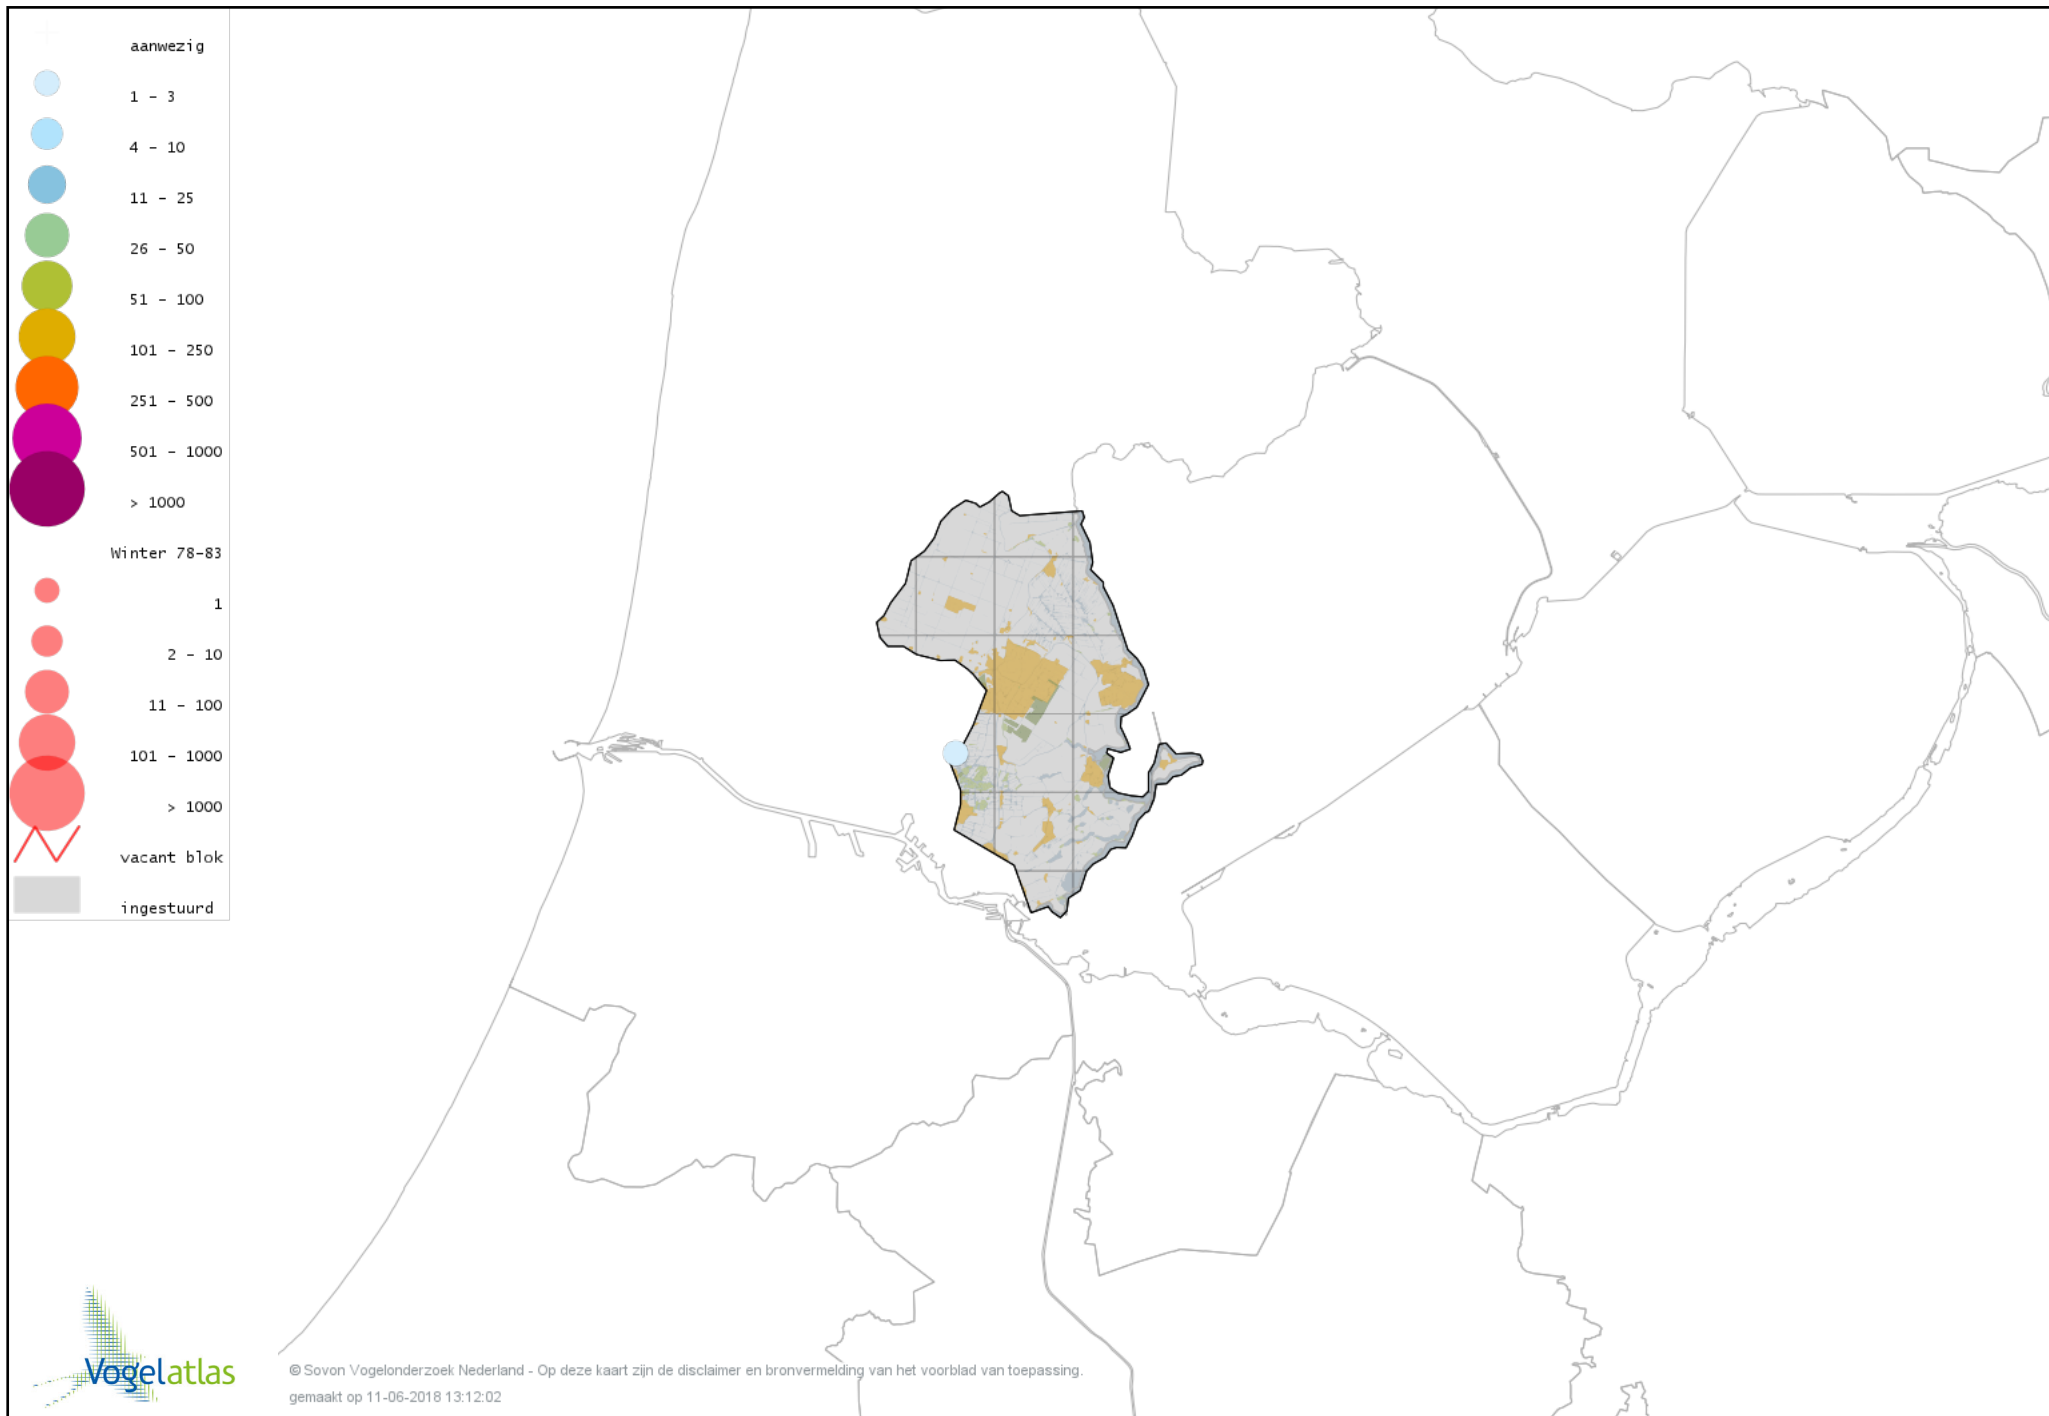 aanwezig
1 - 3
4 - 10
11 - 25
26 - 50
51 - 100
101 - 250
251 - 500
501 - 1000
> 1000
Winter 78-83
1
2 - 10
11 - 100
101 - 1000
> 1000
vacant blok
ingestuurd
Vogelatlas
© Sovon Vogelonderzoek Nederland - Op deze kaart zijn de disclaimer en bronvermelding van het voorblad van toepassing.
gemaakt op 11-06-2018 13:12:02